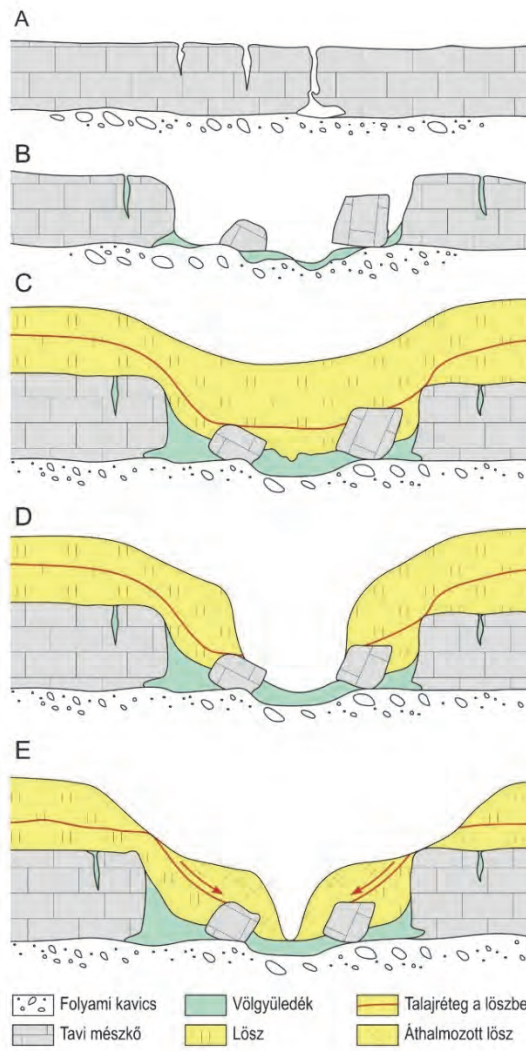 A
B
C
D
E
Folyami kavics Völgyüledék Talajréteg a löszbe
Tavi mészkő Lösz Áthalmozott lösz